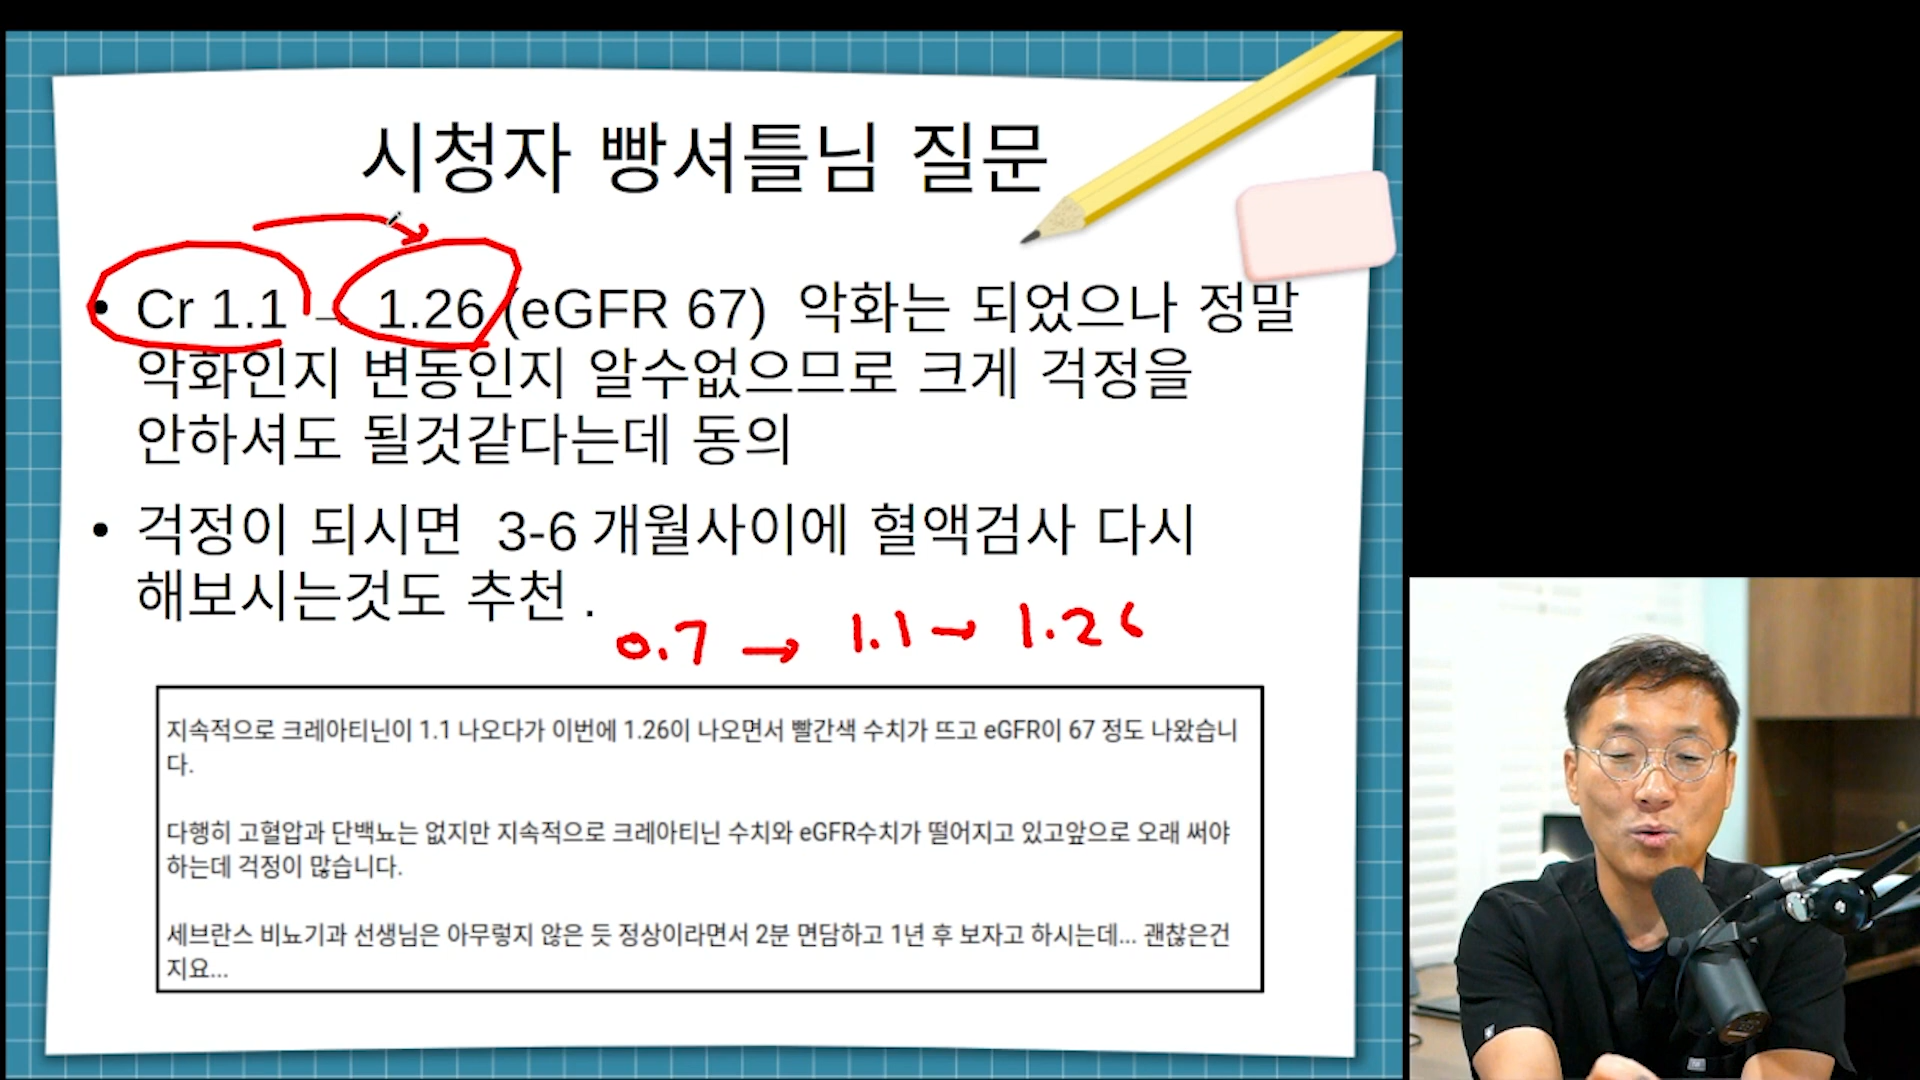 시청자 빵셔틀님 질문
• Cr 1.1 → 1.26 (eGFR 67) 악화는 되었으나 정말
악화인지 변동인지 알수없으므로 크게 걱정을
안하셔도 될것같다는데 동의
• 걱정이 되시면 3-6 개월사이에 혈액검사 다시
해보시는것도 추천 .
0.7 → 1.1 → 1.26
지속적으로 크레아티닌이 1.1 나오다가 이번에 1.26이 나오면서 빨간색 수치가 뜨고 eGFR이 67 정도 나왔습니
다.
다행히 고혈압과 단백뇨는 없지만 지속적으로 크레아티닌 수치와 eGFR수치가 떨어지고 있고앞으로 오래 써야
하는데 걱정이 많습니다.
세브란스 비뇨기과 선생님은 아무렇지 않은 듯 정상이라면서 2분 면담하고 1년 후 보자고 하시는데... 괜찮은건
지요...